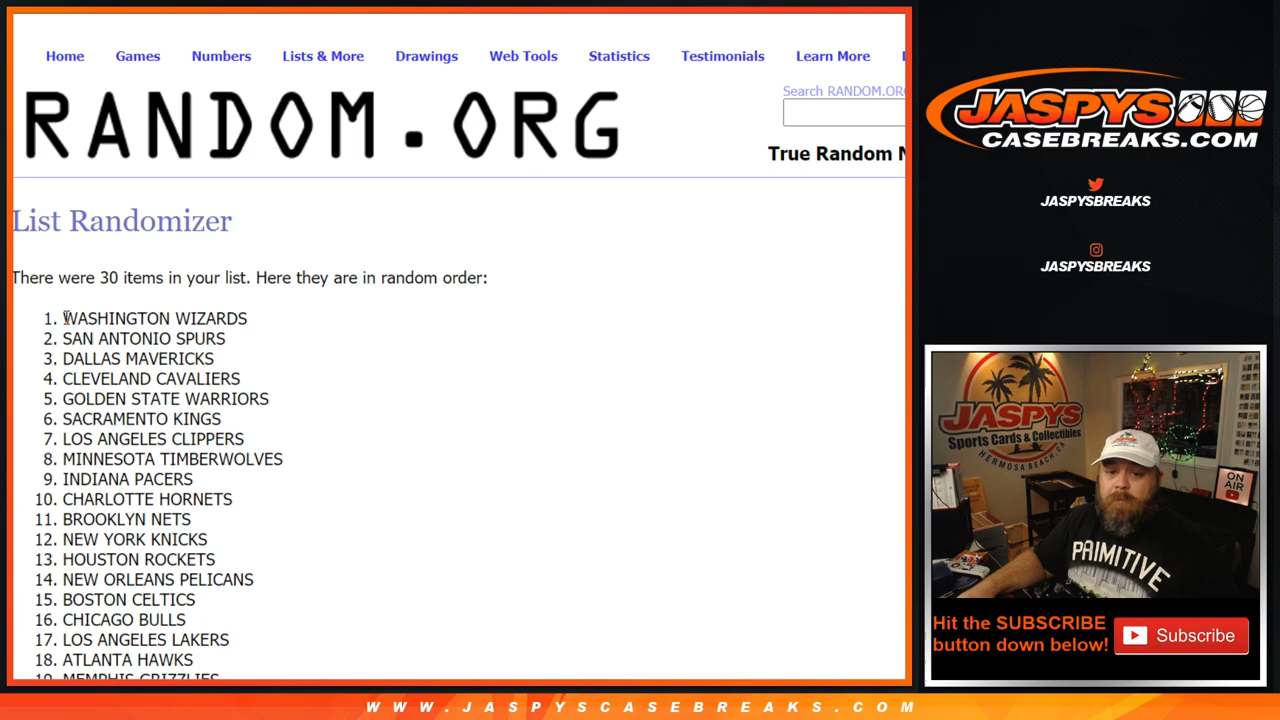 Home Games Numbers Lists & More Drawings Web Tools Statistics Testimonials Learn More
RANDOM.ORG
Search RANDOM.ORG
True Random N
List Randomizer
There were 30 items in your list. Here they are in random order:
1. WASHINGTON WIZARDS
2. SAN ANTONIO SPURS
3. DALLAS MAVERICKS
4. CLEVELAND CAVALIERS
5. GOLDEN STATE WARRIORS
6. SACRAMENTO KINGS
7. LOS ANGELES CLIPPERS
8. MINNESOTA TIMBERWOLVES
9. INDIANA PACERS
10. CHARLOTTE HORNETS
11. BROOKLYN NETS
12. NEW YORK KNICKS
13. HOUSTON ROCKETS
14. NEW ORLEANS PELICANS
15. BOSTON CELTICS
16. CHICAGO BULLS
17. LOS ANGELES LAKERS
18. ATLANTA HAWKS
19. MEMPHIS GRIZZLIES
JASPYS
CASEBREAKS.COM
JASPYSBREAKS
JASPYSBREAKS
JASPYS
Sports Cards & Collectibles
HERMOSA BEACH, CA
ON
AIR
PRIMITIVE
Hit the SUBSCRIBE
button down below!
Subscribe
WWW.JASPYSCASEBREAKS.COM